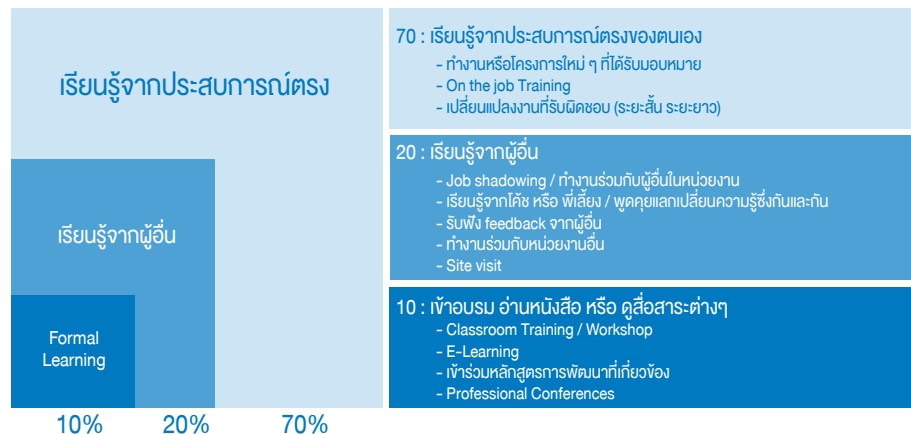 เรียนรู้จากประสบการณ์ตรง
เรียนรู้จากผู้อื่น
Formal
Learning
10%
20%
70%
70 : เรียนรู้จากประสบการณ์ตรงของตนเอง
- ทำงานหรือโครงการใหม่ ๆ ที่ได้รับมอบหมาย
- On the job Training
- เปลี่ยนแปลงงานที่รับผิดชอบ (ระยะสั้น ระยะยาว)
20 : เรียนรู้จากผู้อื่น
- Job shadowing / ทำงานร่วมกับผู้อื่นในหน่วยงาน
- เรียนรู้จากโค้ช หรือ พี่เลี้ยง / พูดคุยแลกเปลี่ยนความรู้ซึ่งกันและกัน
- รับฟัง feedback จากผู้อื่น
- ทำงานร่วมกับหน่วยงานอื่น
- Site visit
10 : เข้าอบรม อ่านหนังสือ หรือ ดูสื่อสาระต่างๆ
- Classroom Training / Workshop
- E-Learning
- เข้าร่วมหลักสูตรการพัฒนาที่เกี่ยวข้อง
- Professional Conferences